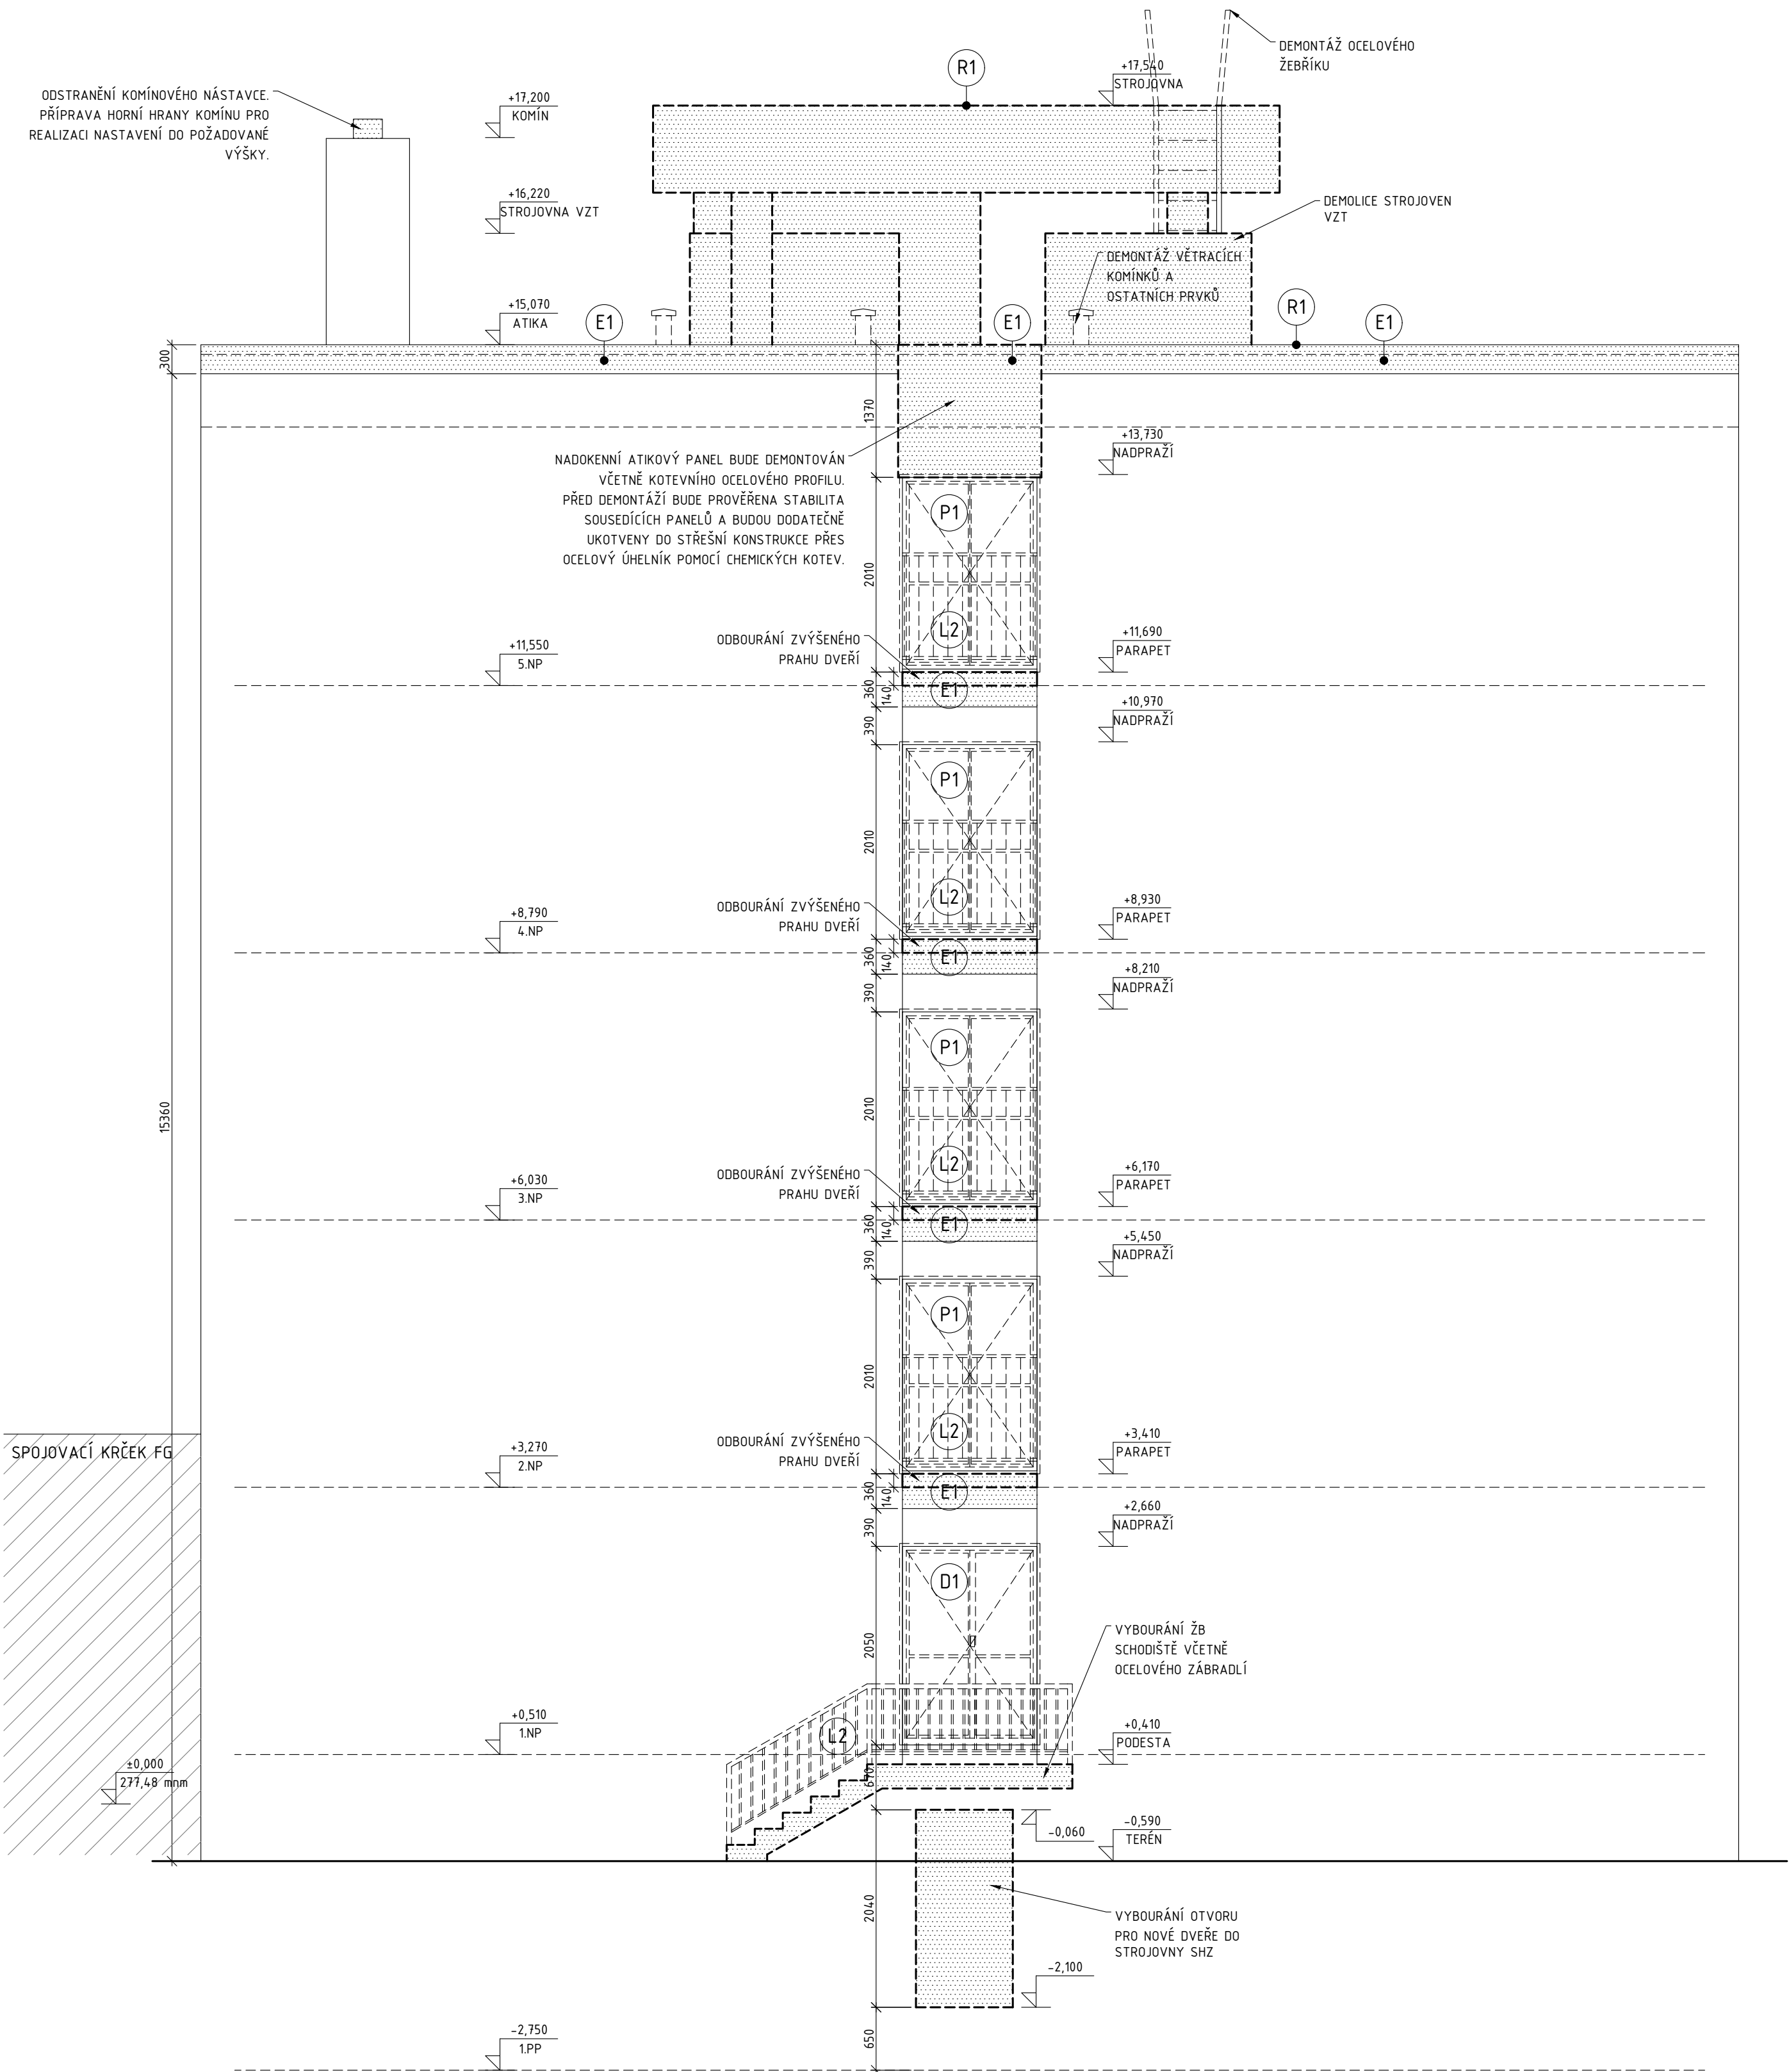 DEMONTÁŽ OCELOVÉHO
ŽEBŘÍKU
R1
+17,540
STROJOVNA
ODSTRANĚNÍ KOMÍNOVÉHO NÁSTAVCE.
PŘÍPRAVA HORNÍ HRANY KOMÍNU PRO
REALIZACI NASTAVENÍ DO POŽADOVANÉ
VÝŠKY.
+17,200
KOMÍN
+16,220
STROJOVNA VZT
DEMOLICE STROJOVEN
VZT
DEMONTÁŽ VĚTRACÍCH
KOMÍNKŮ A
OSTATNÍCH PRVKŮ
+15,070
ATIKA
E1
E1
R1
E1
300
1370
+13,730
NADPRAŽÍ
NADOKENNÍ ATIKOVÝ PANEL BUDE DEMONTOVÁN
VČETNĚ KOTEVNÍHO OCELOVÉHO PROFILU.
PŘED DEMONTÁŽÍ BUDE PROVĚŘENA STABILITA
SOUSEDÍCÍCH PANELŮ A BUDOU DODATEČNĚ
UKOTVENY DO STŘEŠNÍ KONSTRUKCE PŘES
OCELOVÝ ÚHELNÍK POMOCÍ CHEMICKÝCH KOTEV.
P1
2010
L2
ODBOURÁNÍ ZVÝŠENÉHO
PRAHU DVEŘÍ
+11,550
5.NP
+11,690
PARAPET
360
140
E1
390
+10,970
NADPRAŽÍ
P1
2010
L2
ODBOURÁNÍ ZVÝŠENÉHO
PRAHU DVEŘÍ
+8,790
4.NP
+8,930
PARAPET
360
140
E1
390
+8,210
NADPRAŽÍ
P1
2010
15360
L2
ODBOURÁNÍ ZVÝŠENÉHO
PRAHU DVEŘÍ
+6,030
3.NP
+6,170
PARAPET
360
140
E1
390
+5,450
NADPRAŽÍ
P1
2010
L2
SPOJOVACÍ KRČEK FG
ODBOURÁNÍ ZVÝŠENÉHO
PRAHU DVEŘÍ
+3,270
2.NP
+3,410
PARAPET
360
140
E1
390
+2,660
NADPRAŽÍ
D1
2050
VYBOURÁNÍ ŽB
SCHODIŠTĚ VČETNĚ
OCELOVÉHO ZÁBRADLÍ
+0,510
1.NP
L2
+0,410
PODESTA
±0,000
277,48 mnm
670
-0,060
-0,590
TERÉN
2040
VYBOURÁNÍ OTVORU
PRO NOVÉ DVEŘE DO
STROJOVNY SHZ
-2,100
650
-2,750
1.PP